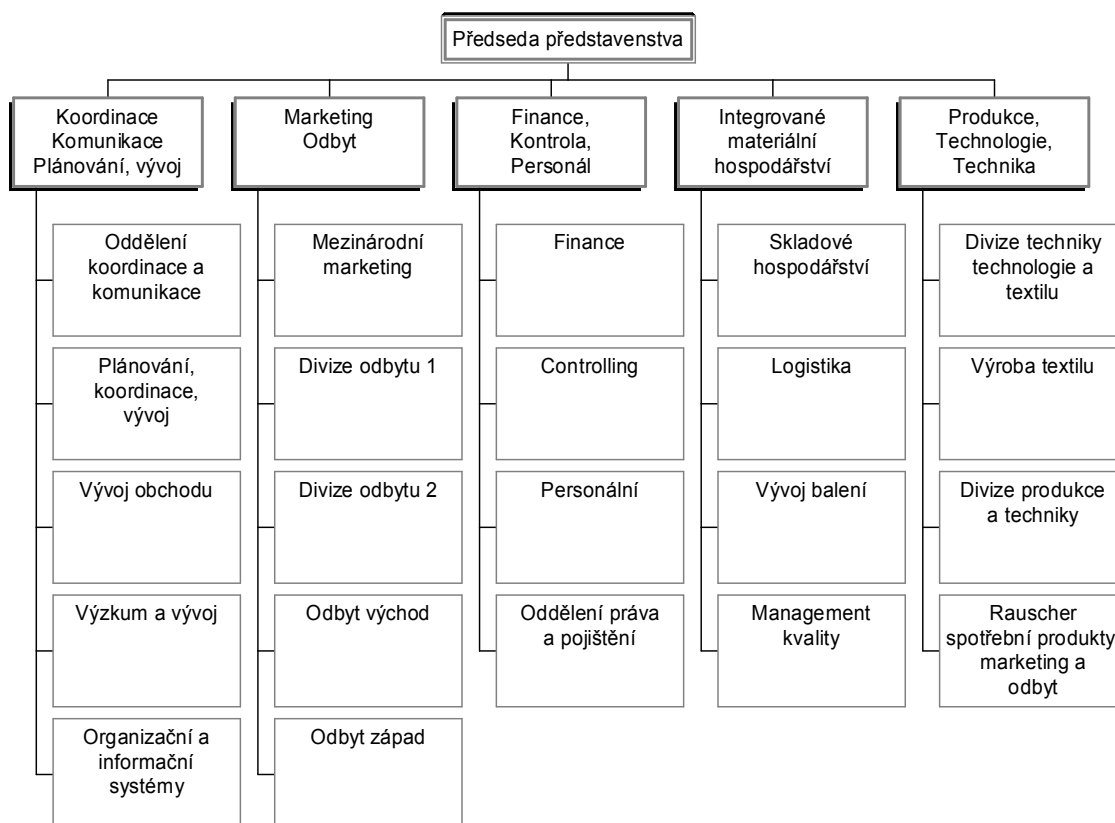 Předseda představenstva
Koordinace
Komunikace
Plánování, vývoj
Marketing
Odbyt
Finance,
Kontrola,
Personál
Integrované
materiální
hospodářství
Produkce,
Technologie,
Technika
Oddělení
koordinace a
komunikace
Mezinárodní
marketing
Finance
Skladové
hospodářství
Divize techniky
technologie a
textilu
Plánování,
koordinace,
vývoj
Divize odbytu 1
Controlling
Logistika
Výroba textilu
Vývoj obchodu
Divize odbytu 2
Personální
Vývoj balení
Divize produkce
a techniky
Výzkum a vývoj
Odbyt východ
Oddělení práva
a pojištění
Management
kvality
Rauscher
spotřební produkty
marketing a
odbyt
Organizační a
informační
systémy
Odbyt západ